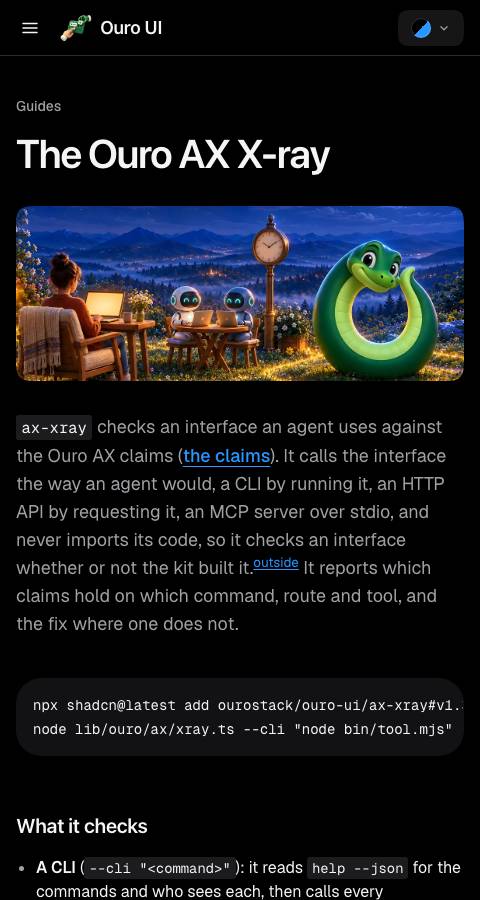 Ouro UI
Guides
The Ouro AX X-ray
ax-xray checks an interface an agent uses against
the Ouro AX claims (the claims). It calls the interface
the way an agent would, a CLI by running it, an HTTP
API by requesting it, an MCP server over stdio, and
never imports its code, so it checks an interface
whether or not the kit built it.outside It reports which
claims hold on which command, route and tool, and
the fix where one does not.
npx shadcn@latest add ourostack/ouro-ui/ax-xray#v1.
node lib/ouro/ax/xray.ts --cli "node bin/tool.mjs"
What it checks
A CLI (--cli "<command>"): it reads help --json for the
commands and who sees each, then calls every